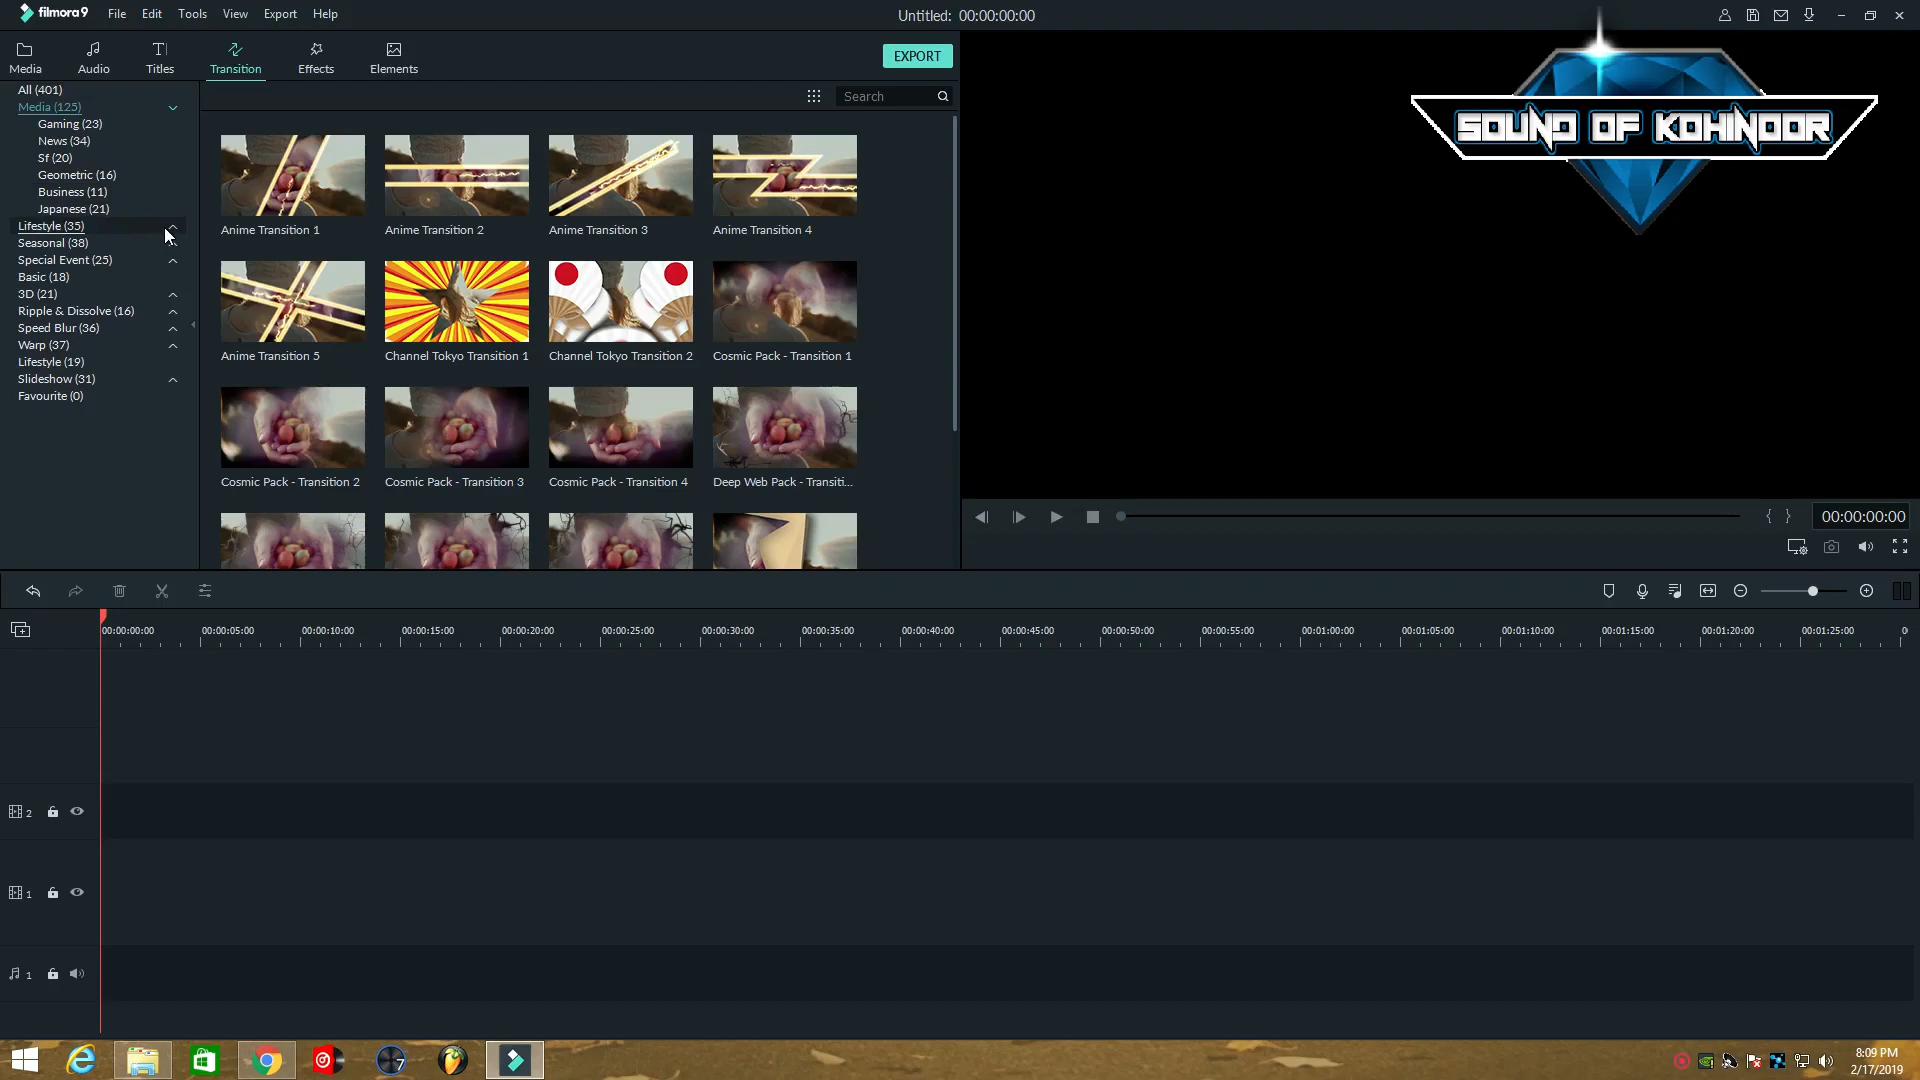 filmora9 File Edit Tools View Export Help Untitled: 00:00:00:00
Media Audio Titles Transition Effects Elements EXPORT
All (401)
Media (125)
Gaming (23)
News (34)
Sf (20)
Geometric (16)
Business (11)
Japanese (21)
Lifestyle (35)
Seasonal (38)
Special Event (25)
Basic (18)
3D (21)
Ripple & Dissolve (16)
Speed Blur (36)
Warp (37)
Lifestyle (19)
Slideshow (31)
Favourite (0)
Search
Anime Transition 1 Anime Transition 2 Anime Transition 3 Anime Transition 4
Anime Transition 5 Channel Tokyo Transition 1 Channel Tokyo Transition 2 Cosmic Pack - Transition 1
Cosmic Pack - Transition 2 Cosmic Pack - Transition 3 Cosmic Pack - Transition 4 Deep Web Pack - Transiti...
SOUND OF KOHINOOR
{ } 00:00:00:00
00:00:00:00 00:00:05:00 00:00:10:00 00:00:15:00 00:00:20:00 00:00:25:00 00:00:30:00 00:00:35:00 00:00:40:00 00:00:45:00 00:00:50:00 00:00:55:00 00:01:00:00 00:01:05:00 00:01:10:00 00:01:15:00 00:01:20:00 00:01:25:00 0
2
1
1
7
8:09 PM
2/17/2019